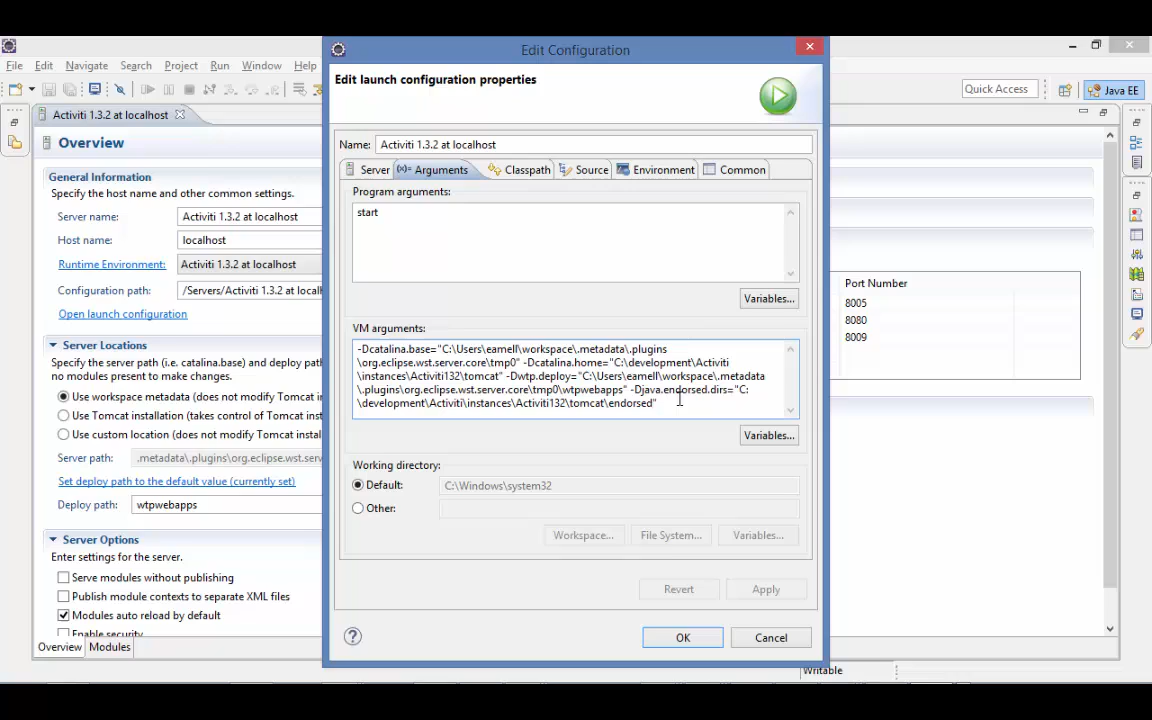 Edit Configuration
File Edit Navigate Search Project Run Window Help
Quick Access
Java EE
Activiti 1.3.2 at localhost
Overview
General Information
Specify the host name and other common settings.
Server name: Activiti 1.3.2 at localhost
Host name: localhost
Runtime Environment: Activiti 1.3.2 at localhost
Configuration path: /Servers/Activiti 1.3.2 at local
Open launch configuration
Server Locations
Specify the server path (i.e. catalina.base) and deploy
no modules present to make changes.
Use workspace metadata (does not modify Tomcat in
Use Tomcat installation (takes control of Tomcat insta
Use custom location (does not modify Tomcat install
Server path: .metadata\.plugins\org.eclipse.wst.serv
Set deploy path to the default value (currently set)
Deploy path: wtpwebapps
Server Options
Enter settings for the server.
Serve modules without publishing
Publish module contexts to separate XML files
Modules auto reload by default
Enable security
Overview Modules
Edit launch configuration properties
Name: Activiti 1.3.2 at localhost
Server (x)= Arguments Classpath Source Environment Common
Program arguments:
start
Variables...
VM arguments:
-Dcatalina.base="C:\Users\eamell\workspace\.metadata\.plugins
\org.eclipse.wst.server.core\tmp0" -Dcatalina.home="C:\development\Activiti
\instances\Activiti132\tomcat" -Dwtp.deploy="C:\Users\eamell\workspace\.metadata
\.plugins\org.eclipse.wst.server.core\tmp0\wtpwebapps" -Djava.endorsed.dirs="C:
\development\Activiti\instances\Activiti132\tomcat\endorsed"
Variables...
Working directory:
Default: C:\Windows\system32
Other:
Workspace... File System... Variables...
Revert Apply
OK Cancel
Port Number
8005
8080
8009
Writable